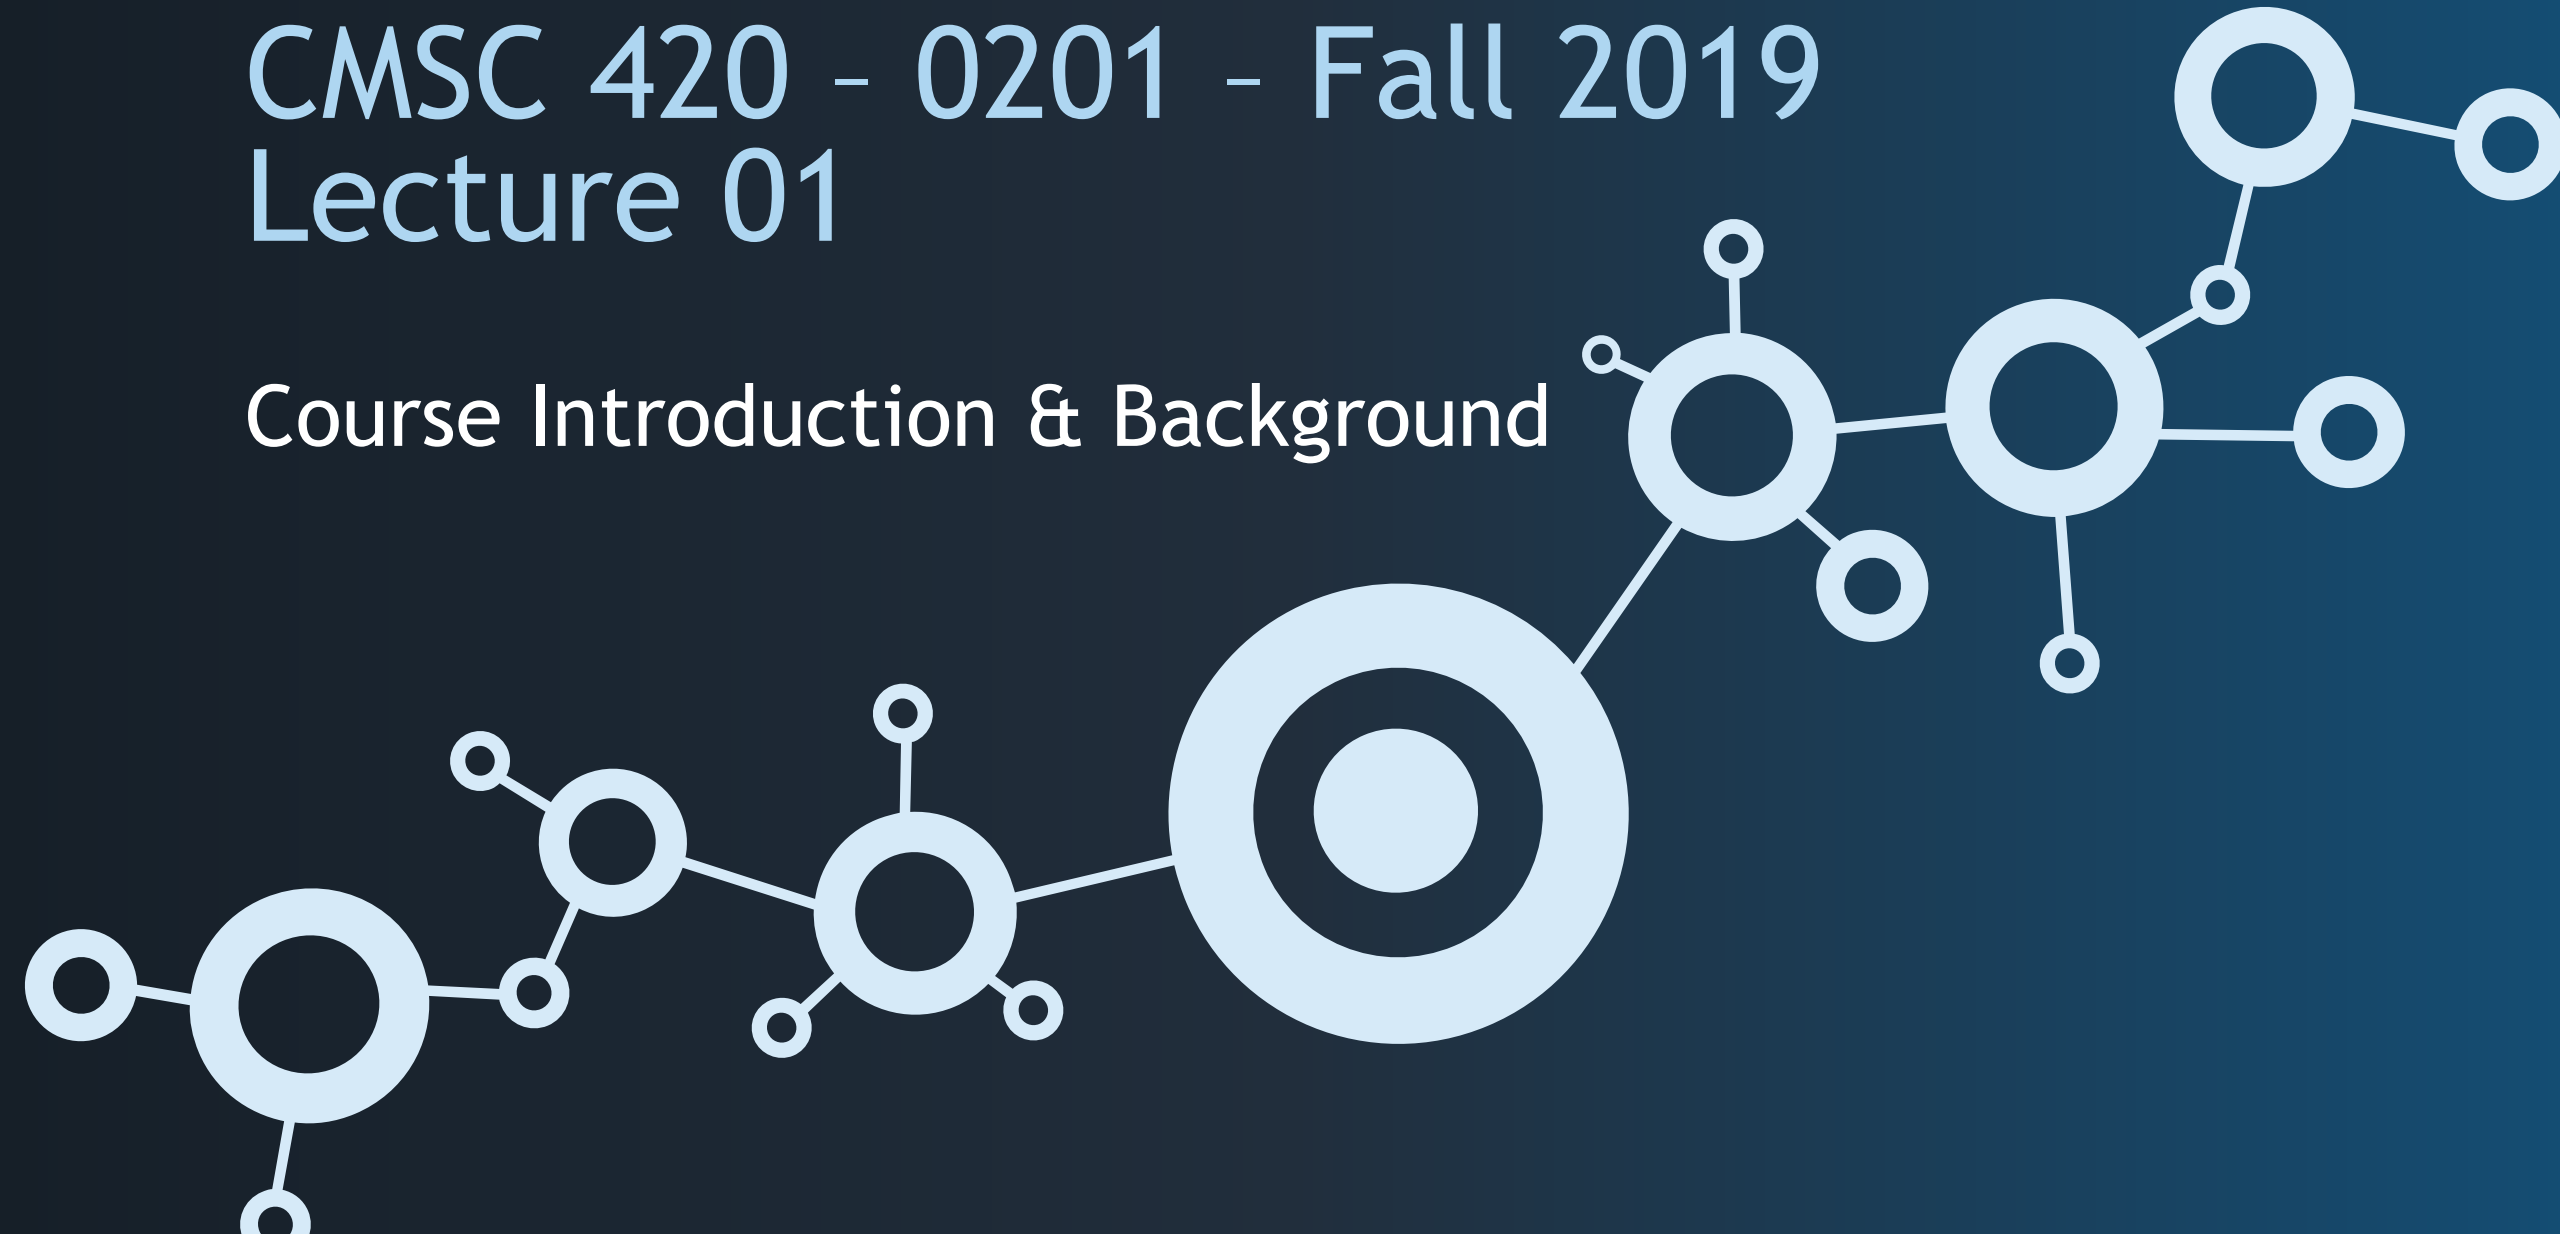 CMSC 420 – 0201 – Fall 2019
Lecture 01
Course Introduction & Background